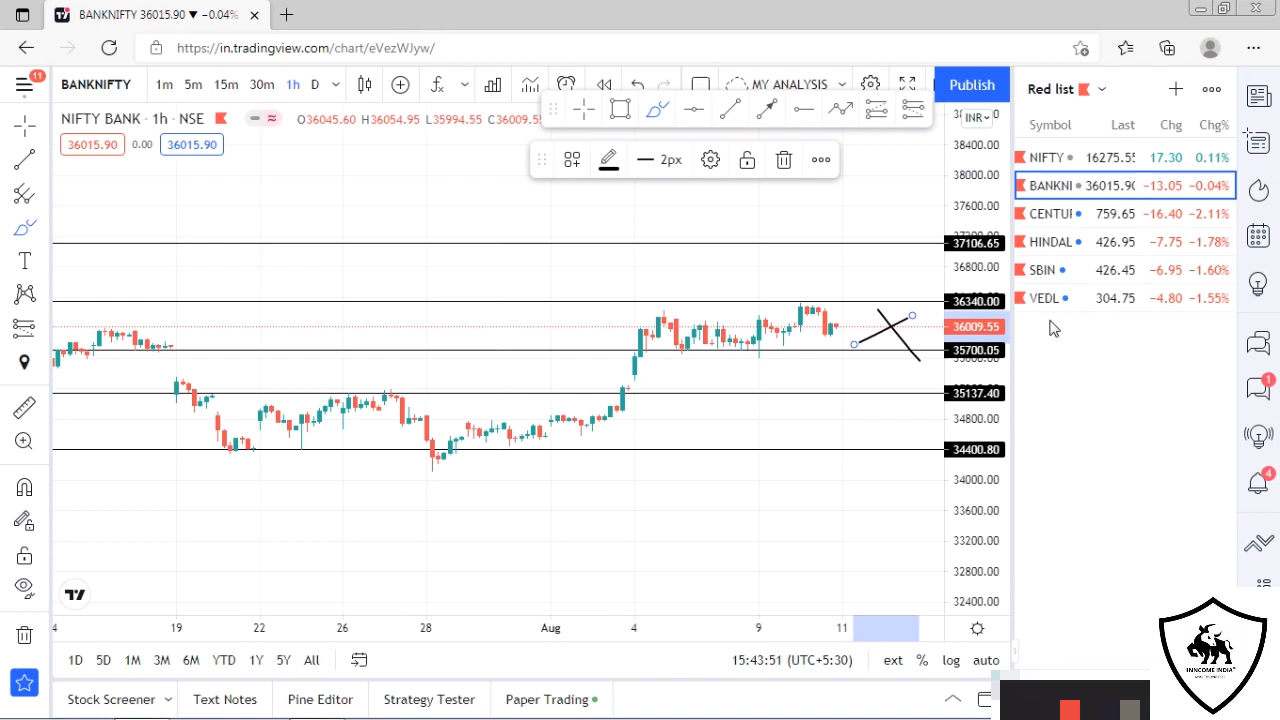 BANKNIFTY 36015.90 ▼ −0.04%
https://in.tradingview.com/chart/eVezWJyw/
11
BANKNIFTY 1m 5m 15m 30m 1h D MY ANALYSIS Publish
Red list
NIFTY BANK · 1h · NSE O36045.60 H36054.95 L35994.55 C36009.55
INR
36015.90 0.00 36015.90
2px
Symbol Last Chg Chg%
NIFTY 16275.55 17.30 0.11%
BANKNI 36015.90 −13.05 −0.04%
CENTUR 759.65 −16.40 −2.11%
HINDAL 426.95 −7.75 −1.78%
SBIN 426.45 −6.95 −1.60%
VEDL 304.75 −4.80 −1.55%
38400.00
38000.00
37600.00
37106.65
36800.00
36340.00
36009.55
35700.05
35137.40
34800.00
34400.80
34000.00
33600.00
33200.00
32800.00
32400.00
1
4
4 19 22 26 28 Aug 4 9 11
1D 5D 1M 3M 6M YTD 1Y 5Y All 15:43:51 (UTC+5:30) ext % log auto
Stock Screener Text Notes Pine Editor Strategy Tester Paper Trading
INNCOME INDIA